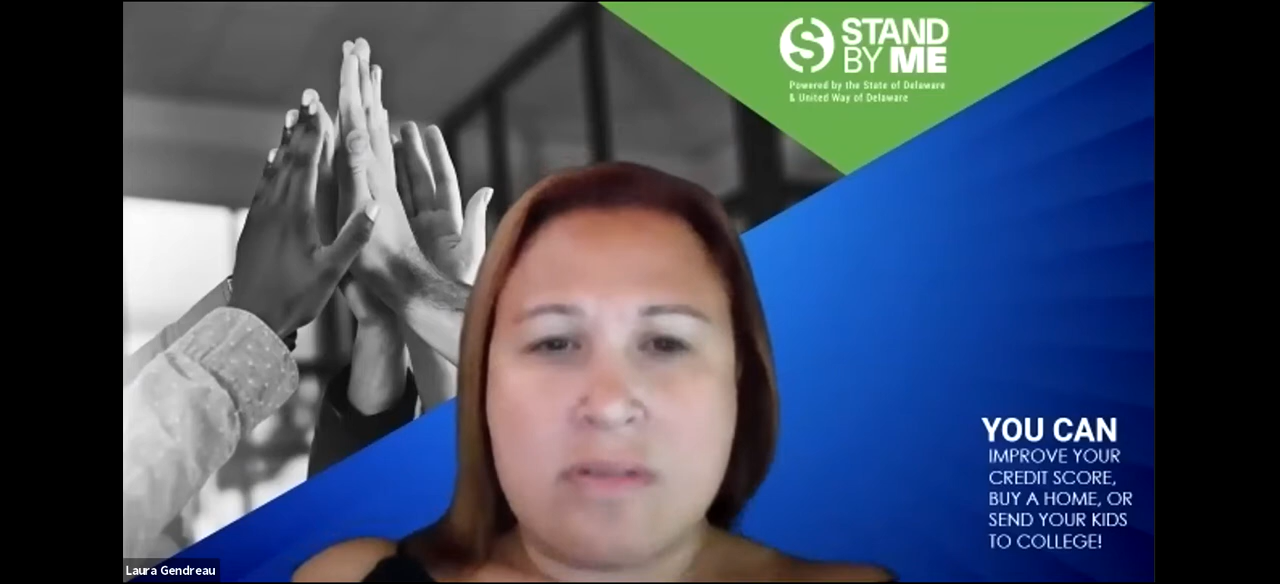 STAND
BY ME
Powered by the State of Delaware
& United Way of Delaware
YOU CAN
IMPROVE YOUR
CREDIT SCORE,
BUY A HOME, OR
SEND YOUR KIDS
TO COLLEGE!
Laura Gendreau